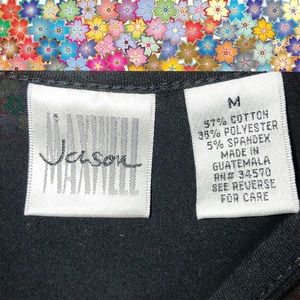 Jason
MAXWELL
M
57% COTTON
38% POLYESTER
5% SPANDEX
MADE IN
GUATEMALA
RN# 34570
SEE REVERSE
FOR CARE